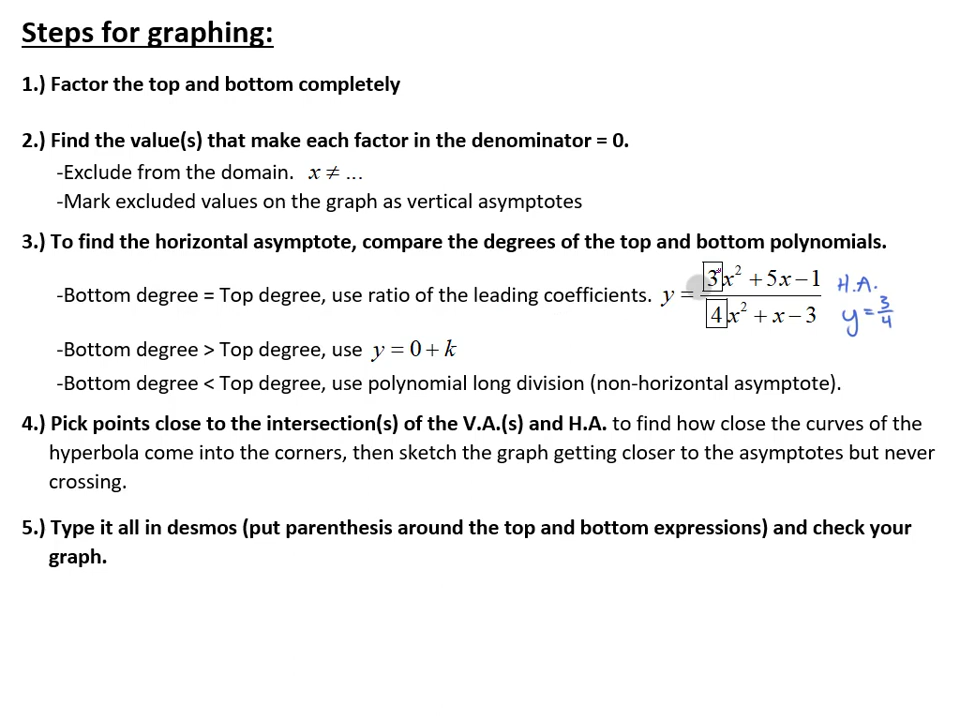 Steps for graphing:
1.) Factor the top and bottom completely
2.) Find the value(s) that make each factor in the denominator = 0.
-Exclude from the domain. x ≠ ...
-Mark excluded values on the graph as vertical asymptotes
3.) To find the horizontal asymptote, compare the degrees of the top and bottom polynomials.
-Bottom degree = Top degree, use ratio of the leading coefficients. y = (3x² + 5x − 1)/(4x² + x − 3) H.A. y = 3/4
-Bottom degree > Top degree, use y = 0 + k
-Bottom degree < Top degree, use polynomial long division (non-horizontal asymptote).
4.) Pick points close to the intersection(s) of the V.A.(s) and H.A. to find how close the curves of the
hyperbola come into the corners, then sketch the graph getting closer to the asymptotes but never
crossing.
5.) Type it all in desmos (put parenthesis around the top and bottom expressions) and check your
graph.